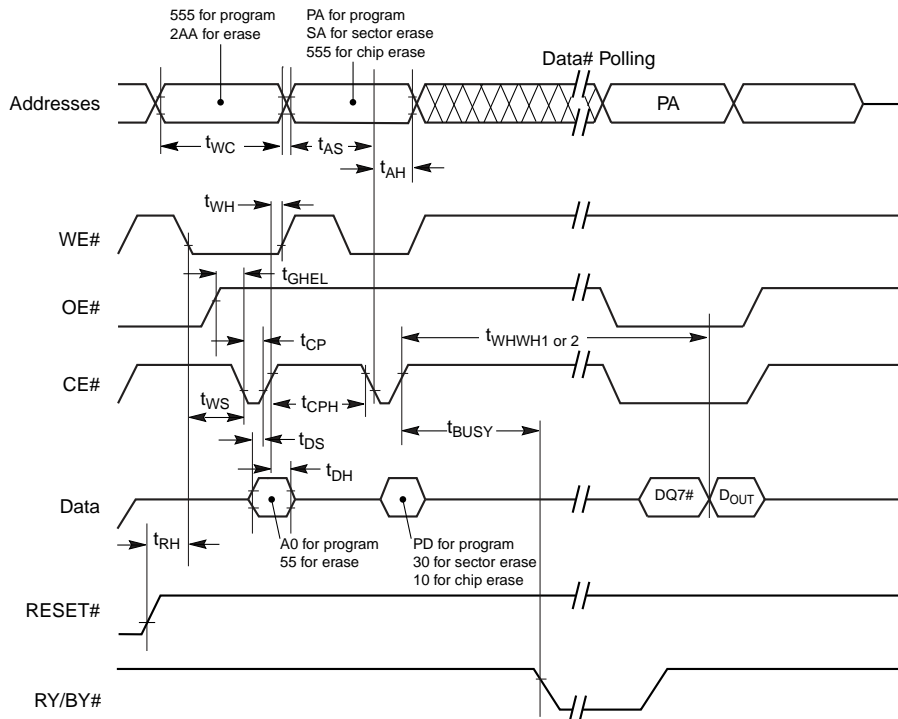 555 for program
2AA for erase
PA for program
SA for sector erase
555 for chip erase
Data# Polling
Addresses
PA
tWC
tAS
tAH
tWH
WE#
tGHEL
OE#
tWHWH1 or 2
tCP
CE#
tWS
tCPH
tBUSY
tDS
tDH
Data
DQ7#
DOUT
tRH
A0 for program
55 for erase
PD for program
30 for sector erase
10 for chip erase
RESET#
RY/BY#